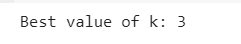 Best value of k: 3